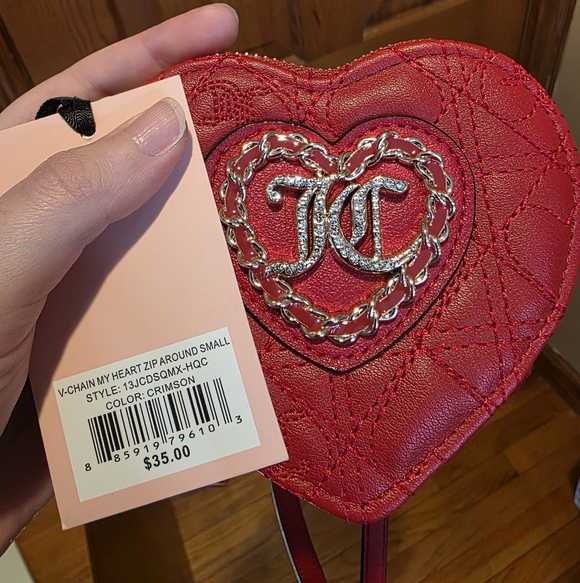 JC
V-CHAIN MY HEART ZIP AROUND SMALL
STYLE: 13JCDSQMX-HQC
COLOR: CRIMSON
8 85919 79610 3
$35.00